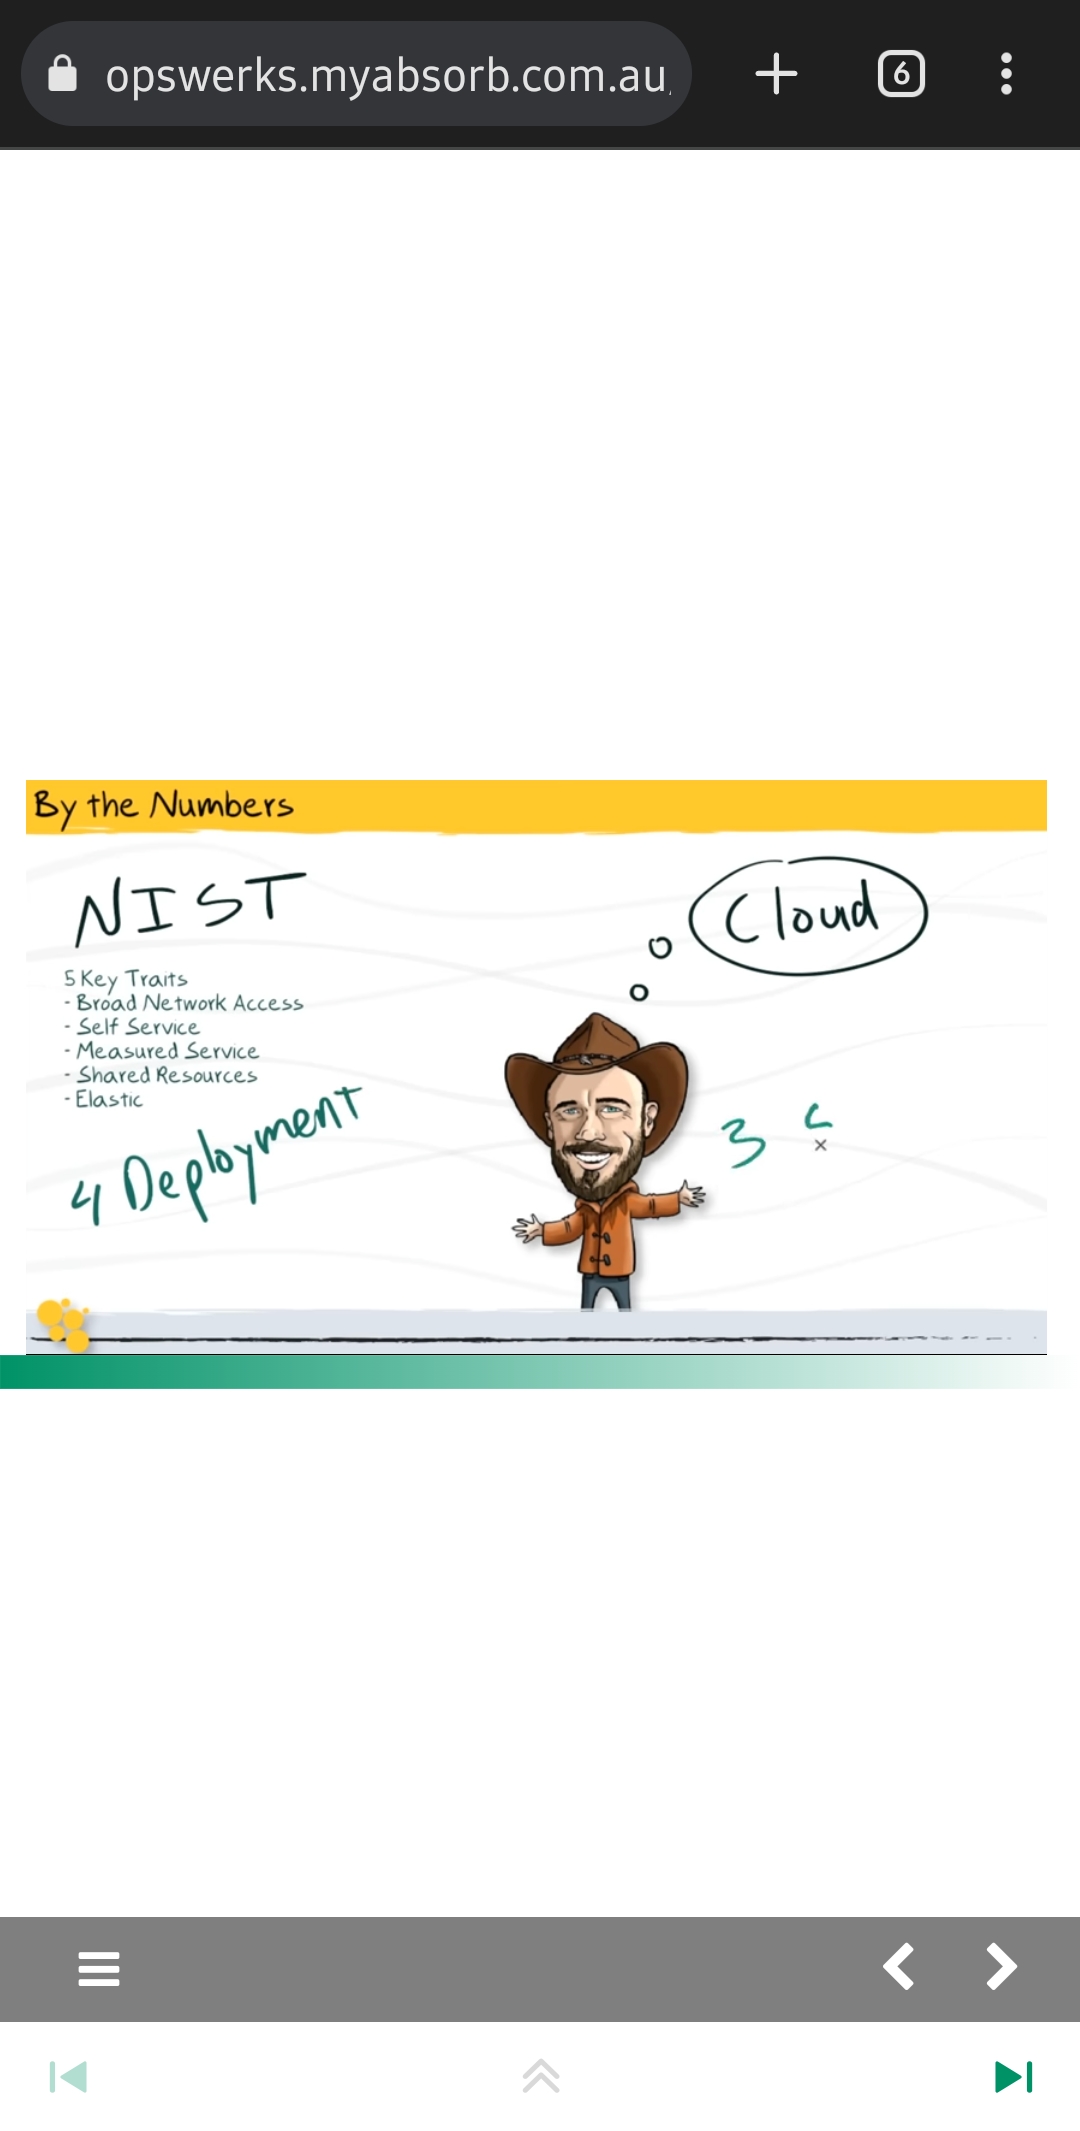 opswerks.myabsorb.com.au
6
By the Numbers
NIST
Cloud
5 Key Traits
- Broad Network Access
- Self Service
- Measured Service
- Shared Resources
- Elastic
4 Deployment
3